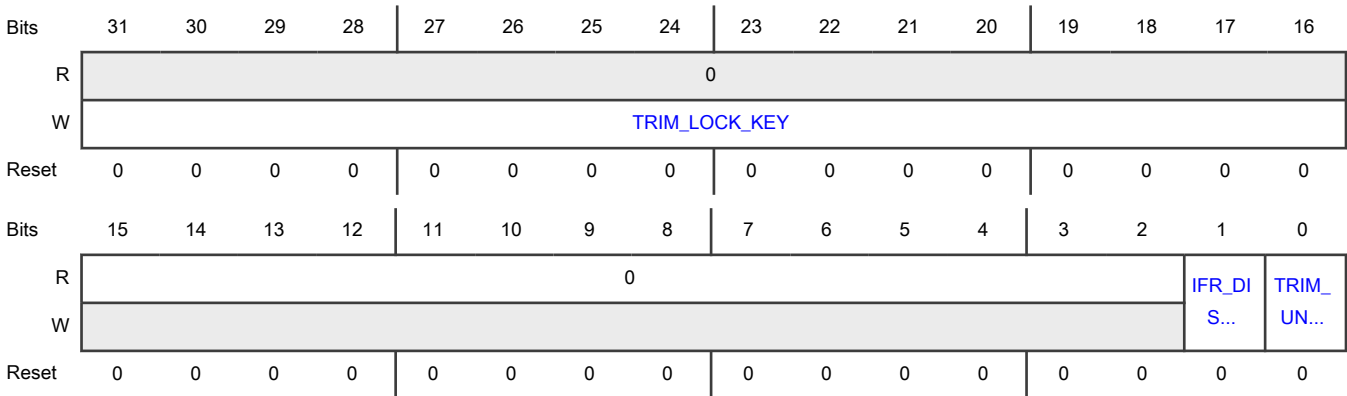 Bits 31 30 29 28 27 26 25 24 23 22 21 20 19 18 17 16
R 0
W TRIM_LOCK_KEY
Reset 0 0 0 0 0 0 0 0 0 0 0 0 0 0 0 0
Bits 15 14 13 12 11 10 9 8 7 6 5 4 3 2 1 0
R 0 IFR_DI TRIM_
W S... UN...
Reset 0 0 0 0 0 0 0 0 0 0 0 0 0 0 0 0